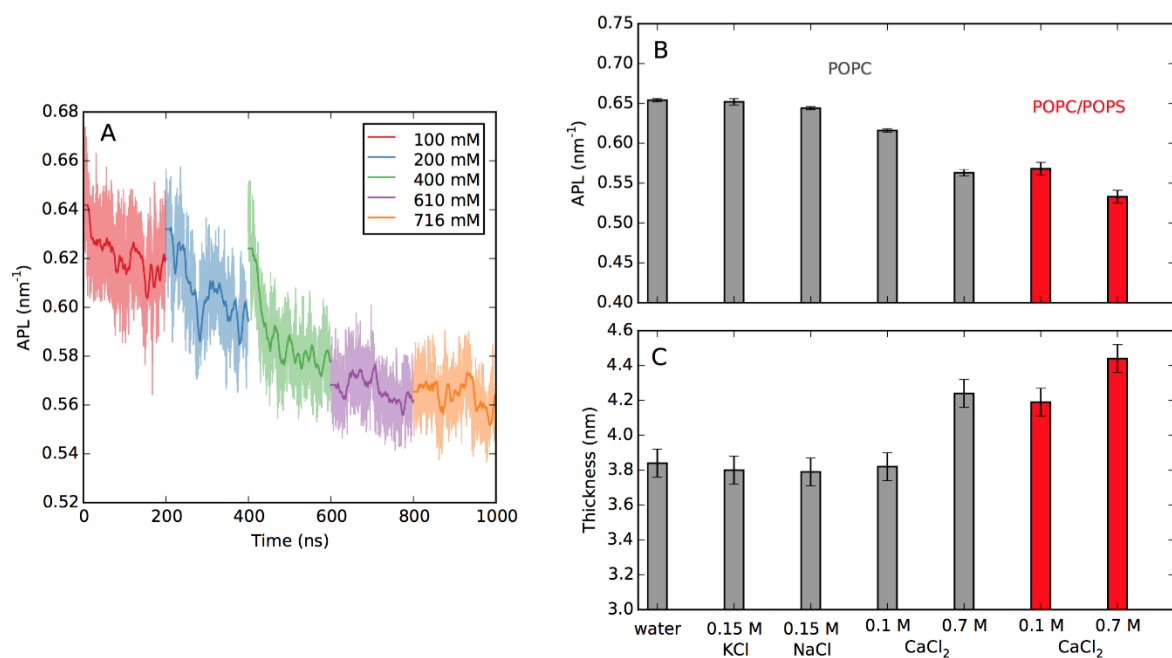 A
APL (nm⁻¹)
0.68
0.66
0.64
0.62
0.60
0.58
0.56
0.54
0.52
0
200
400
600
800
1000
Time (ns)
100 mM
200 mM
400 mM
610 mM
716 mM
B
POPC
POPC/POPS
APL (nm⁻¹)
0.75
0.70
0.65
0.60
0.55
0.50
0.45
0.40
C
Thickness (nm)
4.6
4.4
4.2
4.0
3.8
3.6
3.4
3.2
3.0
water
0.15 M
KCl
0.15 M
NaCl
0.1 M
0.7 M
CaCl₂
0.1 M
0.7 M
CaCl₂